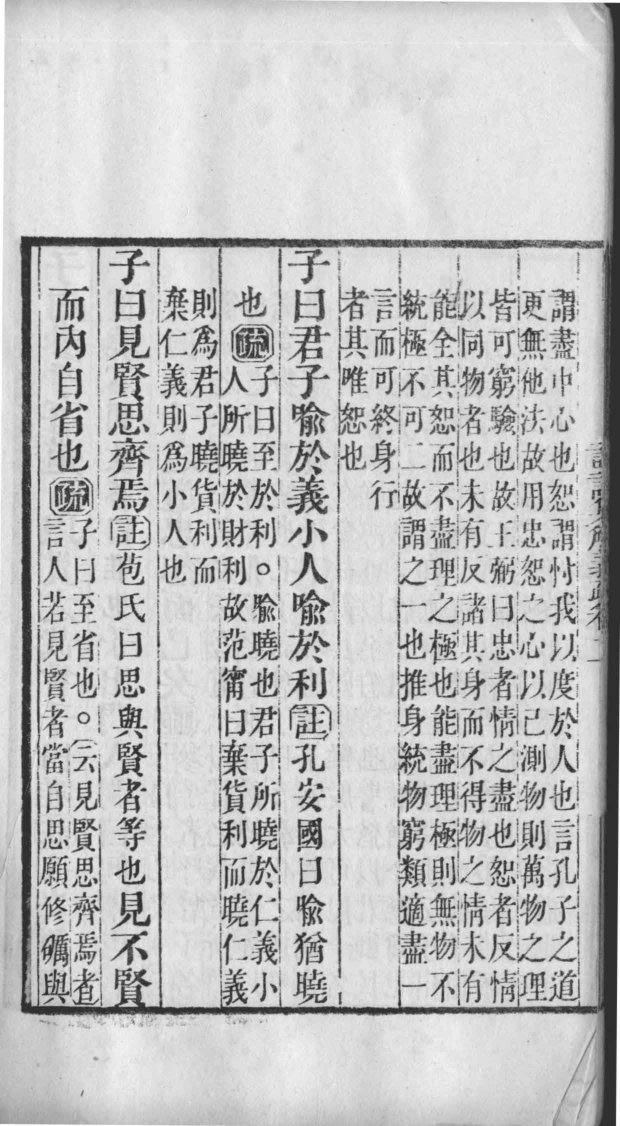 謂盡中心也恕謂忖我以度於人也言孔子之道
更無他法故用忠恕之心以己測物則萬物之理
皆可窮驗也故王弼曰忠者情之盡也恕者反情
以同物者也未有反諸其身而不得物之情未有
能全其恕而不盡理之極也能盡理極則無物不
統極不可二故謂之一也推身統物窮類適盡一
言而可終身行
者其唯恕也
子曰君子喻於義小人喻於利註孔安國曰喻猶曉
也疏
子曰至於利。喻曉也君子所曉於仁義小
人所曉於財利故范甯曰棄貨利而曉仁義
則爲君子曉貨利而
棄仁義則爲小人也
子曰見賢思齊焉註苞氏曰思與賢者等也見不賢
而內自省也疏
子曰至省也。云見賢思齊焉者
言人若見賢者當自思願修礪與